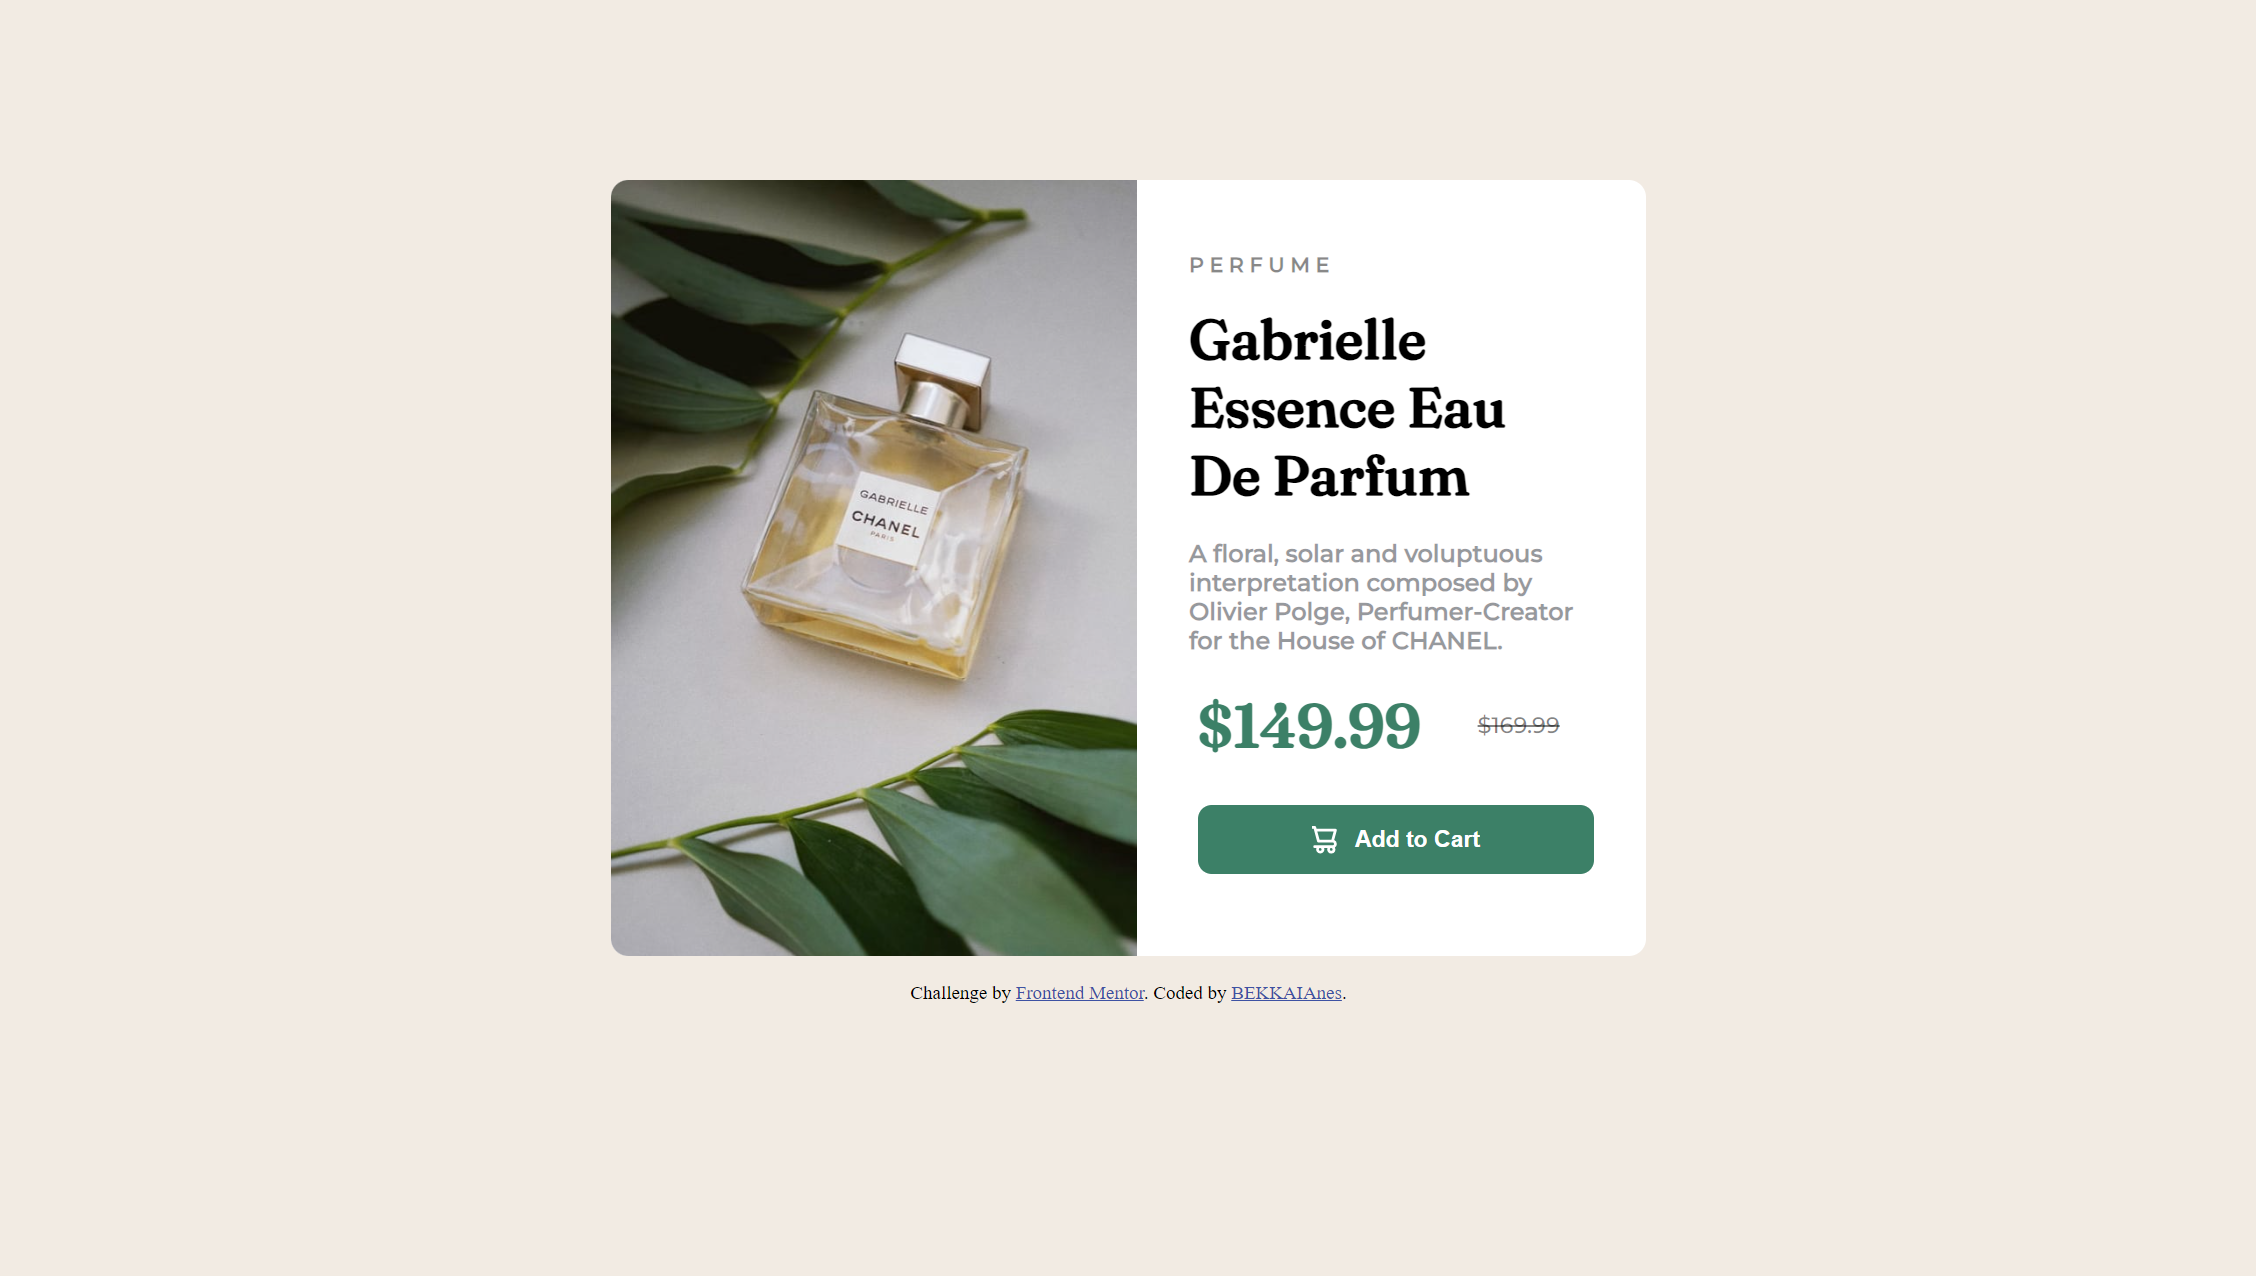 PERFUME
Gabrielle
Essence Eau
De Parfum
GABRIELLE
CHANEL
PARIS
A floral, solar and voluptuous
interpretation composed by
Olivier Polge, Perfumer-Creator
for the House of CHANEL.
$149.99 $169.99
Add to Cart
Challenge by Frontend Mentor. Coded by BEKKAIAnes.